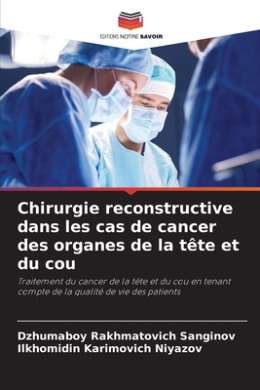 EDITIONS NOTRE SAVOIR
Chirurgie reconstructive
dans les cas de cancer
des organes de la tête et
du cou
Traitement du cancer de la tête et du cou en tenant
compte de la qualité de vie des patients
Dzhumaboy Rakhmatovich Sanginov
Ilkhomidin Karimovich Niyazov